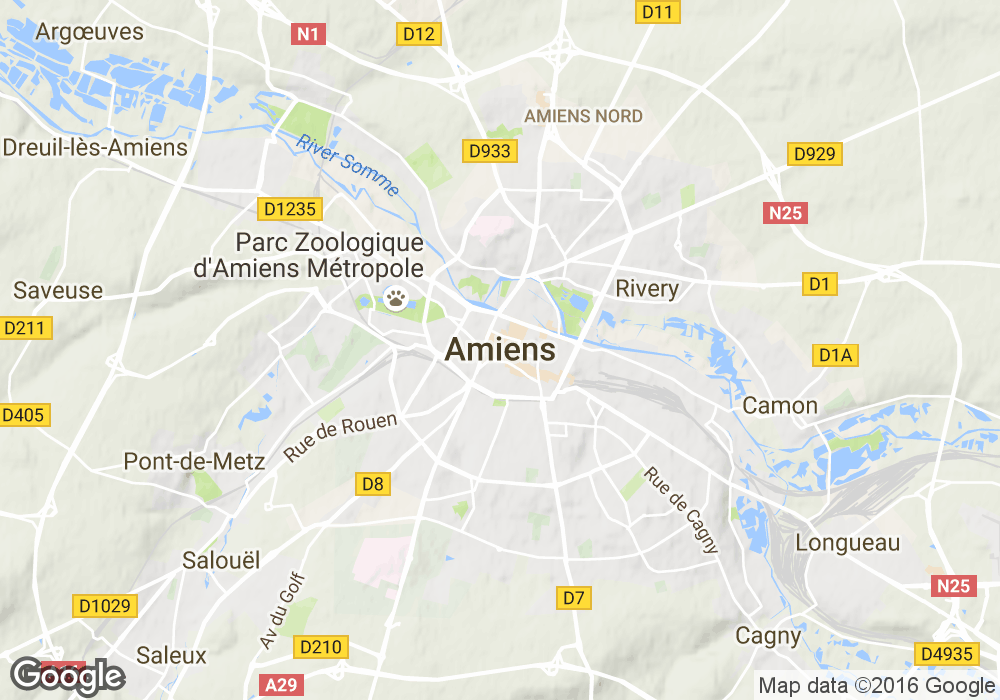 D11
Argœuves
N1
D12
AMIENS NORD
Dreuil-lès-Amiens
River Somme
D933
D929
D1235
N25
Parc Zoologique
d'Amiens Métropole
Saveuse
Rivery
D1
D211
Amiens
D1A
D405
Camon
Rue de Rouen
Pont-de-Metz
D8
Rue de Cagny
Longueau
Salouël
N25
D1029
Av du Golf
D7
Cagny
Saleux
D210
D4935
Google
A29
Map data ©2016 Google